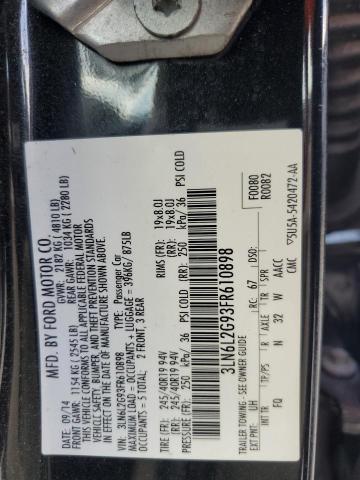 MFD. BY FORD MOTOR CO.
09/14 GVWR: 2182 KG ( 4810 LB)
FRONT GAWR: 1154 KG ( 2545 LB) REAR GAWR: 1034 KG ( 2280 LB)
THIS VEHICLE CONFORMS TO ALL APPLICABLE FEDERAL MOTOR
VEHICLE SAFETY, BUMPER, AND THEFT PREVENTION STANDARDS
IN EFFECT ON THE DATE OF MANUFACTURE SHOWN ABOVE.
VIN: 3LN6L2G93FR610898 TYPE: Passenger Car
OCCUPANTS + LUGGAGE = 396KG/ 875LB
OCCUPANTS = 5 TOTAL: 2 FRONT, 3 REAR
TIRE (FR): 245/40R19 94V RIMS (FR): 19x8.0J
(RR): 245/40R19 94V (RR): 19x8.0J
TIRE PRESSURE (FR): 250 kPa/ 36 PSI COLD (RR): 250 kPa/ 36 PSI COLD
3LN6L2G93FR610898
TRAILER TOWING - SEE OWNER GUIDE
F0080
R0082
EXT PNT: UH RC: 67 DSO:
INT TR TP/PS R AXLE TR SPR
FQ N 32 W AACC
CMC
5U5A-5420472-AA